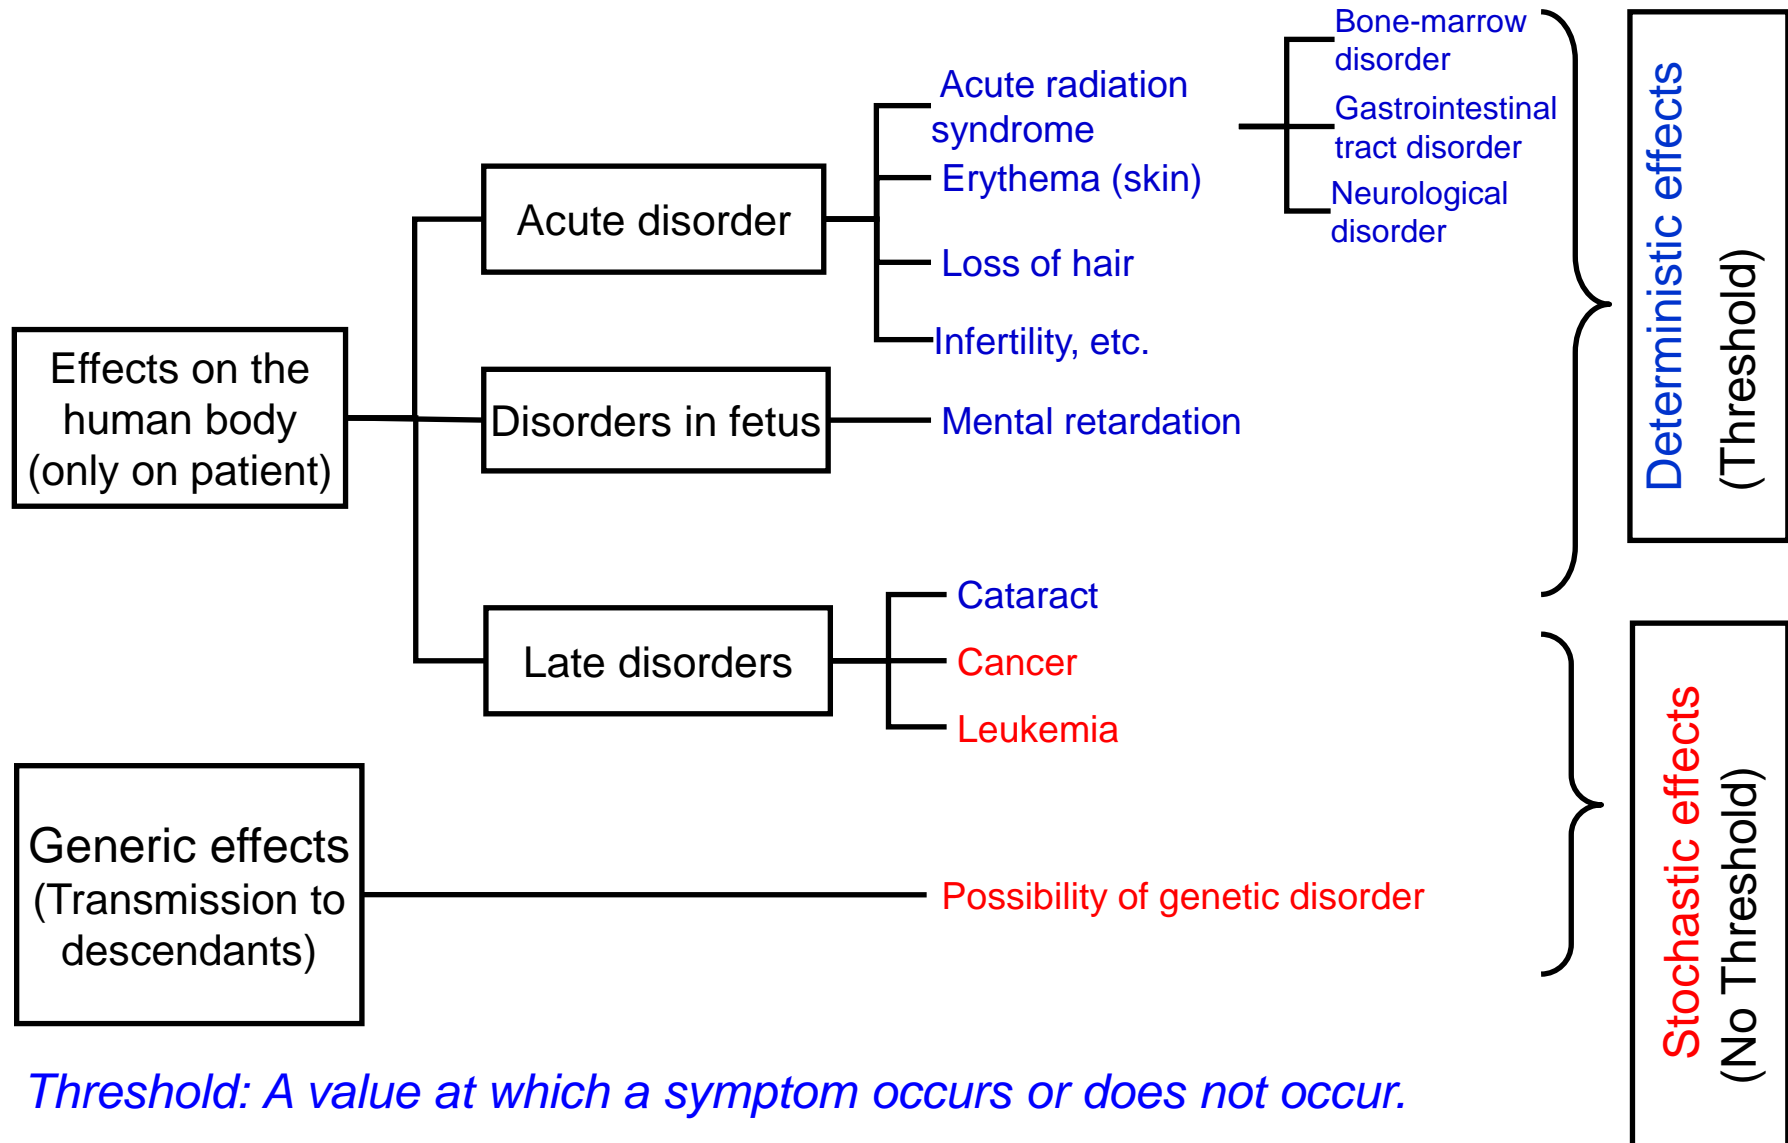 Effects on the
human body
(only on patient)
Acute disorder
Acute radiation
syndrome
Bone-marrow
disorder
Gastrointestinal
tract disorder
Neurological
disorder
Erythema (skin)
Loss of hair
Infertility, etc.
Disorders in fetus
Mental retardation
Late disorders
Cataract
Cancer
Leukemia
Generic effects
(Transmission to
descendants)
Possibility of genetic disorder
Deterministic effects
(Threshold)
Stochastic effects
(No Threshold)
Threshold: A value at which a symptom occurs or does not occur.